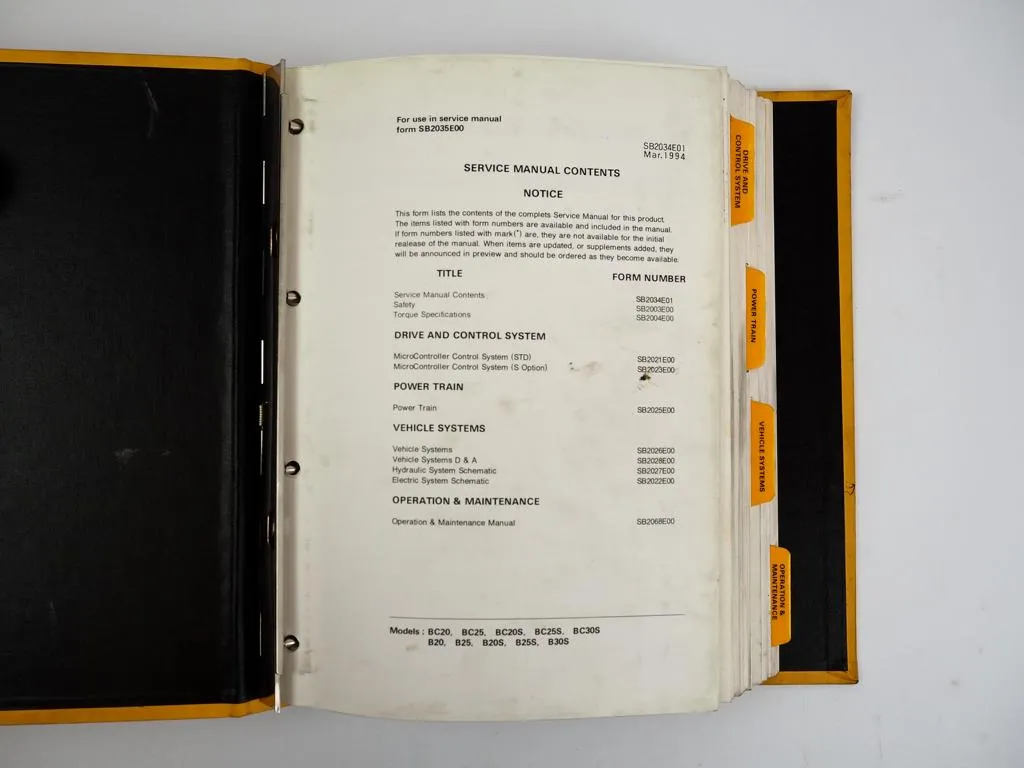 For use in service manual
form SB2035E00
SB2034E01
Mar.1994
SERVICE MANUAL CONTENTS
NOTICE
This form lists the contents of the complets Service Manual for this product.
The items listed with form numbers are available and included in the manual.
If form numbers listed with mark(*) are, they are not available for the initial
realease of the manual. When items are updated, or supplements added, they
will be announced in preview and should be ordered as they become available.
TITLE FORM NUMBER
Service Manual Contents SB2034E01
Safety SB2003E00
Torque Specifications SB2004E00
DRIVE AND CONTROL SYSTEM
MicroController Control System (STD) SB2021E00
MicroController Control System (S Option) SB2023E00
POWER TRAIN
Power Train SB2025E00
VEHICLE SYSTEMS
Vehicle Systems SB2026E00
Vehicle Systems D & A SB2028E00
Hydraulic System Schematic SB2027E00
Electric System Schematic SB2022E00
OPERATION & MAINTENANCE
Operation & Maintenance Manual SB2068E00
Models : BC20, BC25, BC20S, BC25S, BC30S
B20, B25, B20S, B25S, B30S
DRIVE AND
CONTROL SYSTEM
POWER TRAIN
VEHICLE SYSTEMS
OPERATION &
MAINTENANCE